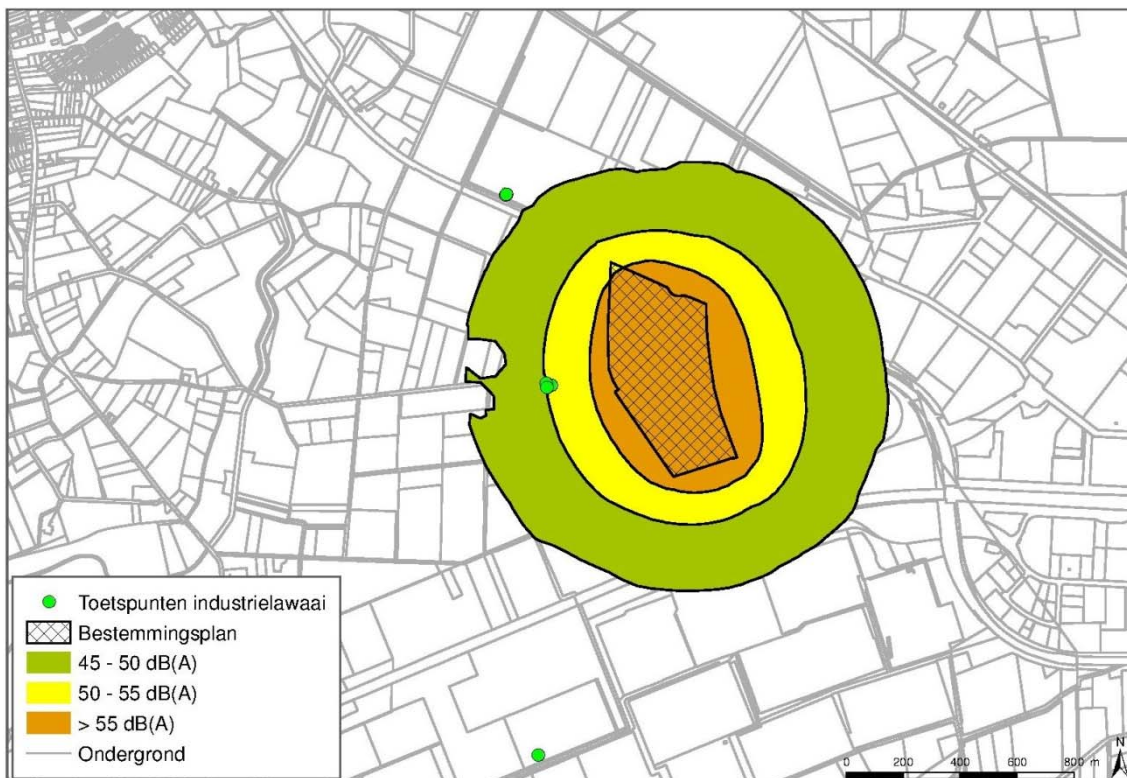 Toetspunten industrielawaai
Bestemmingsplan
45 - 50 dB(A)
50 - 55 dB(A)
> 55 dB(A)
Ondergrond
N
0 200 400 600 800 m